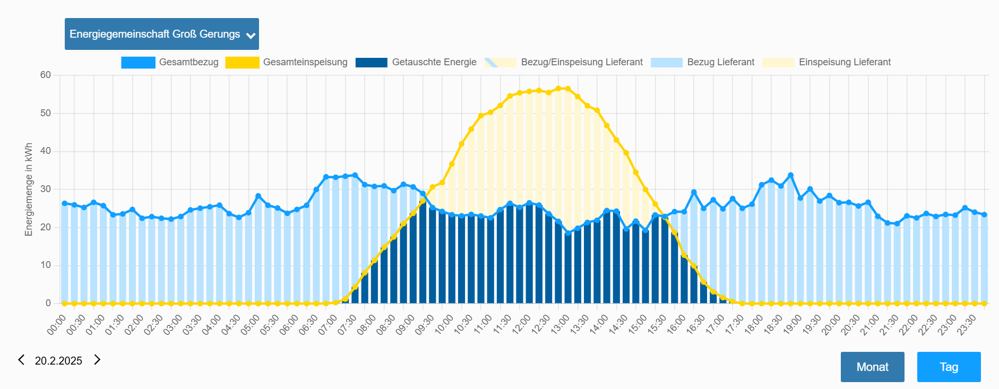 Energiegemeinschaft Groß Gerungs
Gesamtbezug Gesamteinspeisung Getauschte Energie Bezug/Einspeisung Lieferant Bezug Lieferant Einspeisung Lieferant
Energiemenge in kWh
60
50
40
30
20
10
0
00:00 00:30 01:00 01:30 02:00 02:30 03:00 03:30 04:00 04:30 05:00 05:30 06:00 06:30 07:00 07:30 08:00 08:30 09:00 09:30 10:00 10:30 11:00 11:30 12:00 12:30 13:00 13:30 14:00 14:30 15:00 15:30 16:00 16:30 17:00 17:30 18:00 18:30 19:00 19:30 20:00 20:30 21:00 21:30 22:00 22:30 23:00 23:30
20.2.2025
Monat Tag